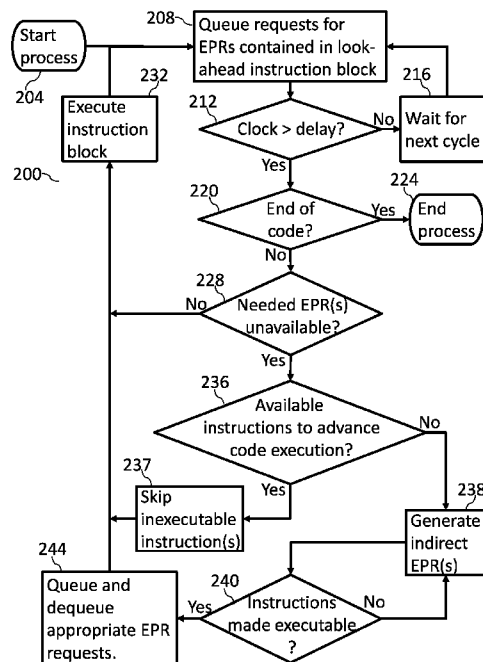 Start
process
204
208
Queue requests for
EPRs contained in look-
ahead instruction block
232
Execute
instruction
block
200
212
Clock > delay?
No
216
Wait for
next cycle
Yes
220
End of
code?
Yes
224
End
process
No
228
No
Needed EPR(s)
unavailable?
Yes
236
Available
instructions to advance
code execution?
No
237
Yes
Skip
inexecutable
instruction(s)
238
Generate
indirect
EPR(s)
244
Queue and
dequeue
appropriate EPR
requests.
240
Yes
Instructions
made executable
?
No